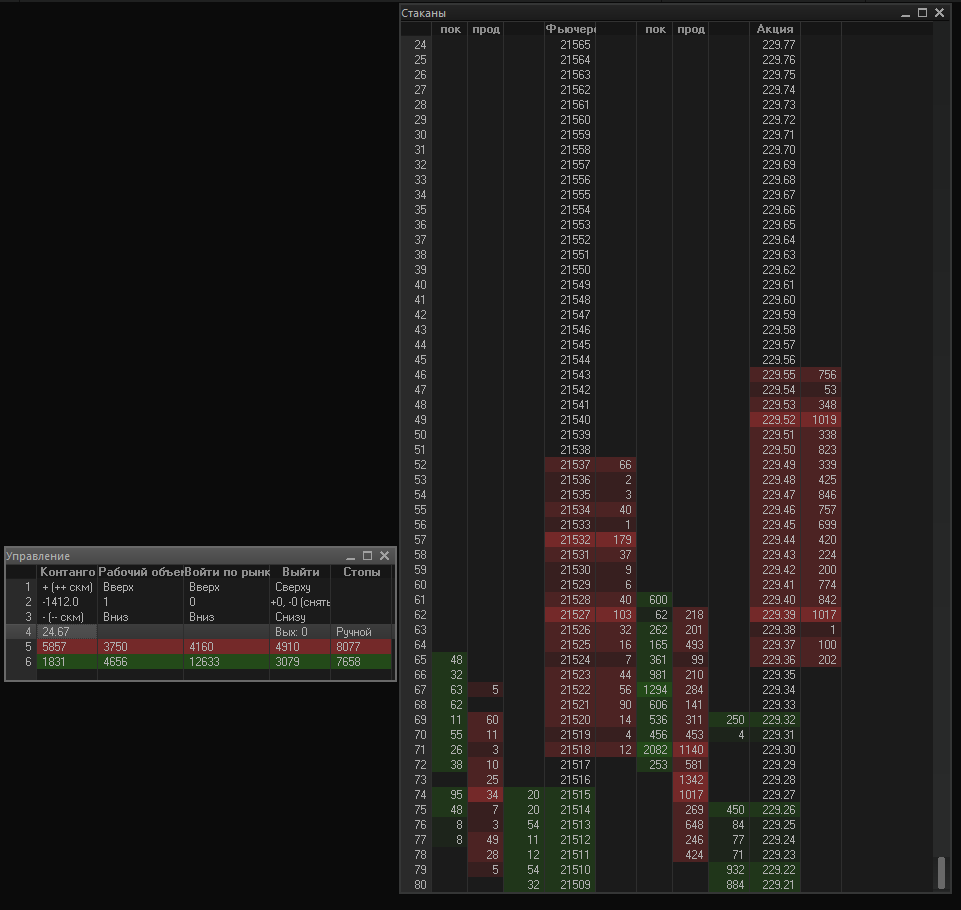 Стаканы
пок прод Фьючерс пок прод Акция
24 21565 229.77
25 21564 229.76
26 21563 229.75
27 21562 229.74
28 21561 229.73
29 21560 229.72
30 21559 229.71
31 21558 229.70
32 21557 229.69
33 21556 229.68
34 21555 229.67
35 21554 229.66
36 21553 229.65
37 21552 229.64
38 21551 229.63
39 21550 229.62
40 21549 229.61
41 21548 229.60
42 21547 229.59
43 21546 229.58
44 21545 229.57
45 21544 229.56
46 21543 229.55 756
47 21542 229.54 53
48 21541 229.53 348
49 21540 229.52 1019
50 21539 229.51 338
51 21538 229.50 823
52 21537 66 229.49 339
53 21536 2 229.48 425
54 21535 3 229.47 846
55 21534 40 229.46 757
56 21533 1 229.45 699
57 21532 179 229.44 420
58 21531 37 229.43 224
59 21530 9 229.42 200
60 21529 6 229.41 774
61 21528 40 600 229.40 842
62 21527 103 62 218 229.39 1017
63 21526 32 262 201 229.38 1
64 21525 16 165 493 229.37 100
65 48 21524 7 361 99 229.36 202
66 32 21523 44 981 210 229.35
67 63 5 21522 56 1294 284 229.34
68 62 21521 90 606 141 229.33
69 11 60 21520 14 536 311 250 229.32
70 55 11 21519 4 456 453 4 229.31
71 26 3 21518 12 2082 1140 229.30
72 38 10 21517 253 581 229.29
73 25 21516 1342 229.28
74 95 34 20 21515 1017 229.27
75 48 7 20 21514 269 450 229.26
76 8 3 54 21513 648 84 229.25
77 8 49 11 21512 246 77 229.24
78 28 12 21511 424 71 229.23
79 5 54 21510 932 229.22
80 32 21509 884 229.21
Управление
Контанго Рабочий объем Войти по рынк Выйти Стопы
1 + (++ скм) Вверх Вверх Сверху
2 -1412.0 1 0 +0, -0 (снять
3 - (-- скм) Вниз Вниз Снизу
4 24.67 Вых: 0 Ручной
5 5857 3750 4160 4910 8077
6 1831 4656 12633 3079 7658